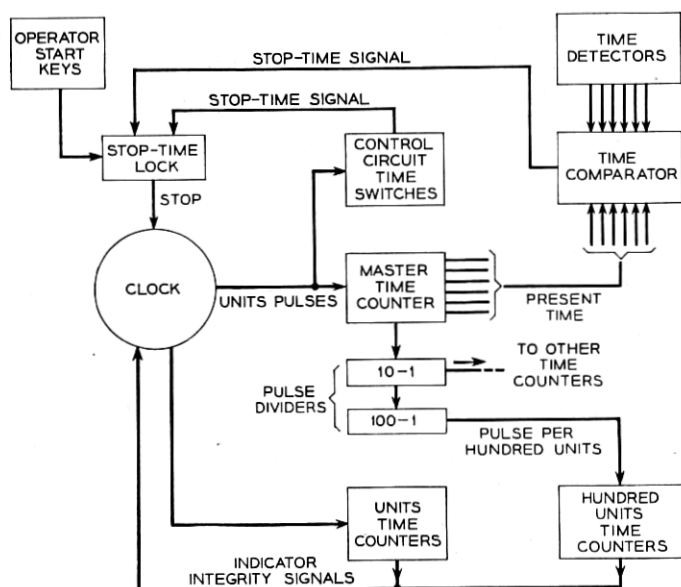 OPERATOR
START
KEYS
STOP-TIME SIGNAL
TIME
DETECTORS
STOP-TIME SIGNAL
STOP-TIME
LOCK
CONTROL
CIRCUIT
TIME
SWITCHES
TIME
COMPARATOR
STOP
CLOCK
UNITS PULSES
MASTER
TIME
COUNTER
PRESENT
TIME
10-1
TO OTHER
TIME
COUNTERS
PULSE
DIVIDERS
100-1
PULSE PER
HUNDRED UNITS
UNITS
TIME
COUNTERS
HUNDRED
UNITS
TIME
COUNTERS
INDICATOR
INTEGRITY SIGNALS